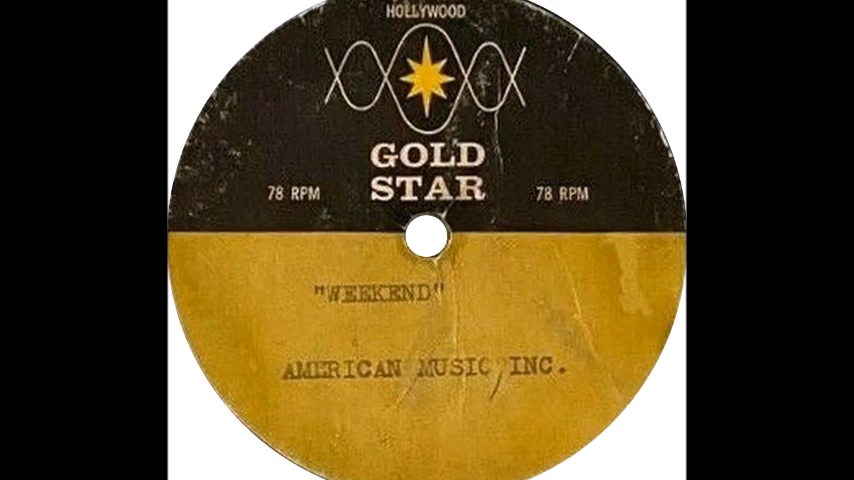 HOLLYWOOD
GOLD
STAR
78 RPM
78 RPM
"WEEKEND"
AMERICAN MUSIC, INC.